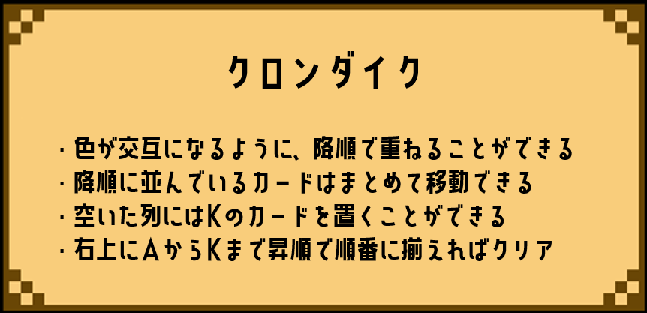 クロンダイク
・色が交互になるように、降順で重ねることができる
・降順に並んでいるカードはまとめて移動できる
・空いた列にはKのカードを置くことができる
・右上にAからKまで昇順で順番に揃えればクリア